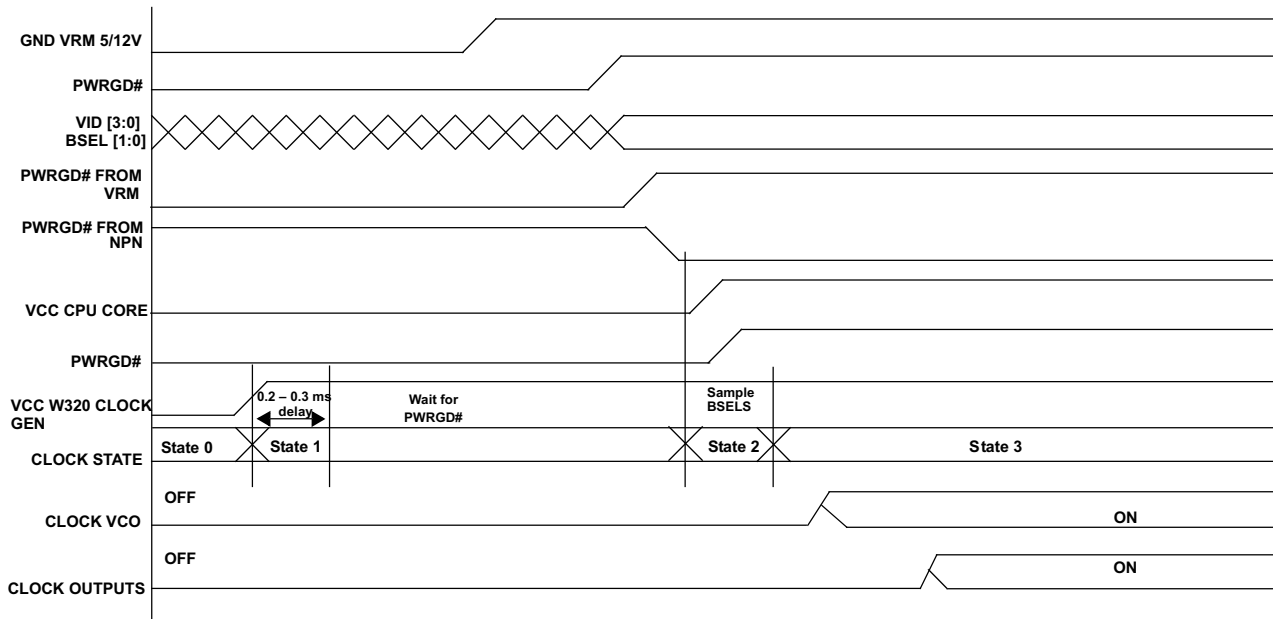 GND VRM 5/12V
PWRGD#
VID [3:0]
BSEL [1:0]
PWRGD# FROM
VRM
PWRGD# FROM
NPN
VCC CPU CORE
PWRGD#
VCC W320 CLOCK
GEN
0.2 – 0.3 ms
delay
Wait for
PWRGD#
Sample
BSELS
CLOCK STATE
State 0
State 1
State 2
State 3
CLOCK VCO
OFF
ON
CLOCK OUTPUTS
OFF
ON